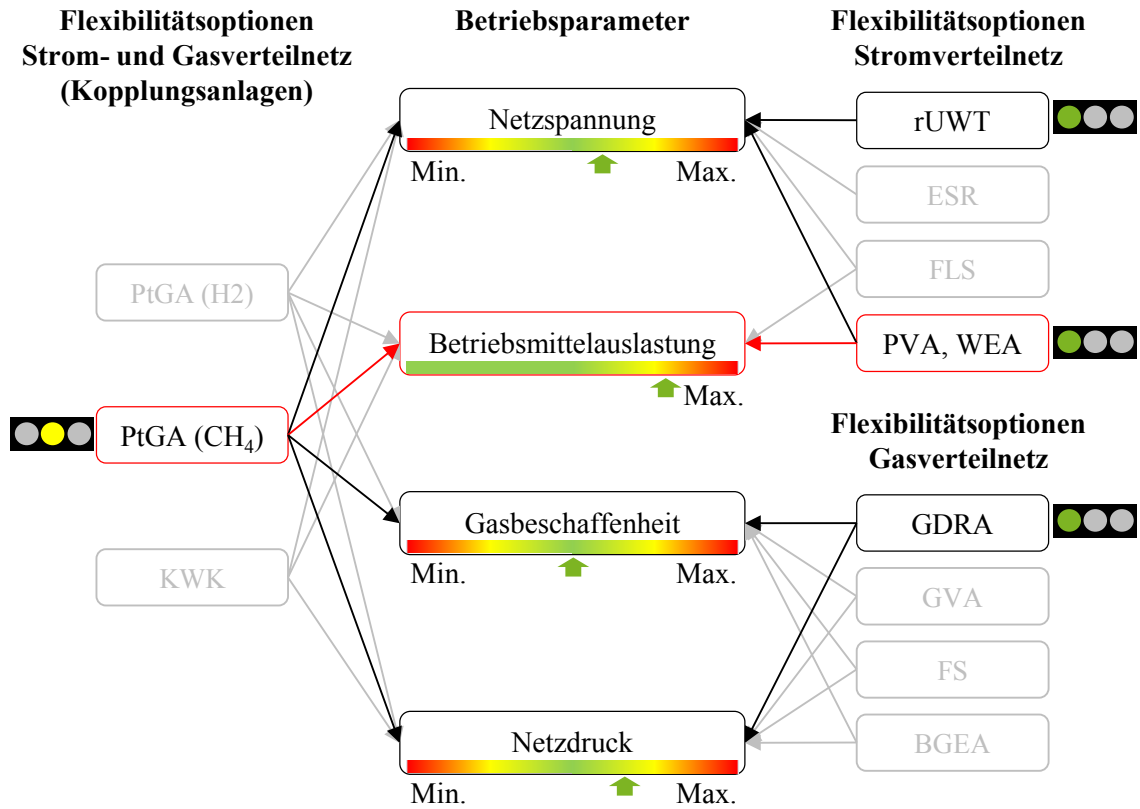 Flexibilitätsoptionen
Strom- und Gasverteilnetz
(Kopplungsanlagen)
Betriebsparameter
Flexibilitätsoptionen
Stromverteilnetz
Netzspannung
Min.
Max.
rUWT
ESR
FLS
PVA, WEA
PtGA (H2)
Betriebsmittelauslastung
Max.
PtGA (CH₄)
KWK
Flexibilitätsoptionen
Gasverteilnetz
Gasbeschaffenheit
Min.
Max.
GDRA
GVA
FS
BGEA
Netzdruck
Min.
Max.